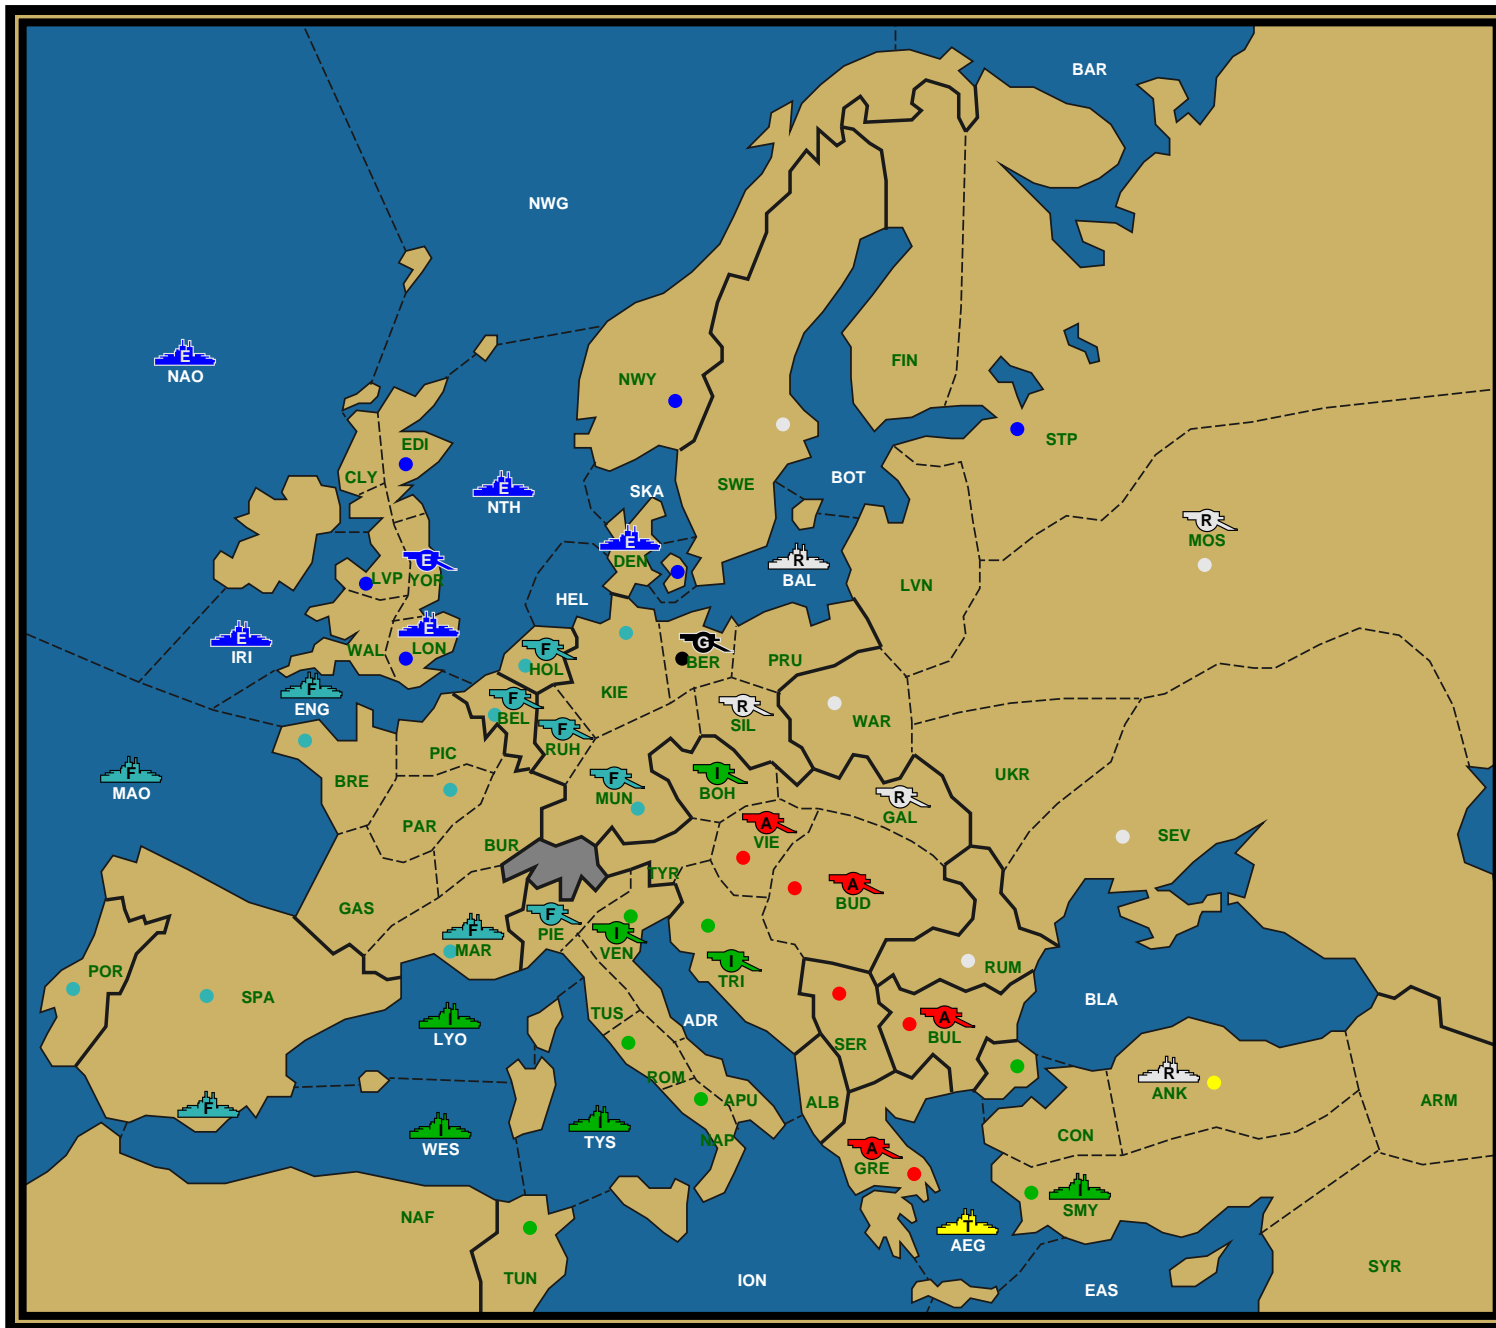 BAR
NWG
E
NAO
FIN
NWY
EDI
STP
CLY
SWE
BOT
E
NTH
SKA
R
MOS
E
DEN
R
BAL
E
LVP
YOR
LVN
HEL
E
IRI
WAL
E
LON
F
HOL
G
BER
PRU
F
ENG
KIE
F
BEL
R
SIL
WAR
F
RUH
PIC
F
MAO
BRE
F
MUN
I
BOH
UKR
R
GAL
PAR
BUR
A
VIE
SEV
TYR
A
BUD
GAS
F
MAR
F
PIE
I
VEN
POR
SPA
I
TRI
RUM
BLA
I
LYO
TUS
ADR
SER
A
BUL
ROM
R
ANK
F
APU
ALB
ARM
I
WES
I
TYS
NAP
CON
A
GRE
I
SMY
NAF
T
AEG
TUN
ION
EAS
SYR